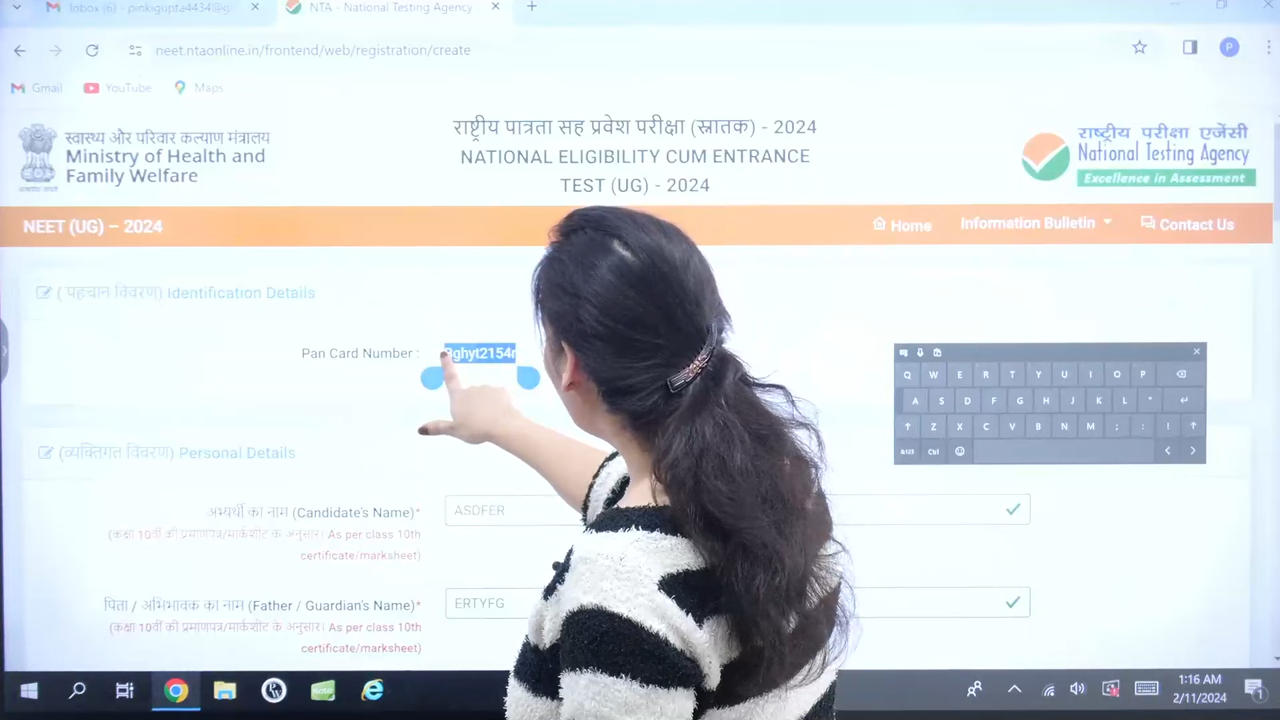 Inbox (6) - pinkigupta4434@g
NTA - National Testing Agency
neet.ntaonline.in/frontend/web/registration/create
P
Gmail
YouTube
Maps
स्वास्थ्य और परिवार कल्याण मंत्रालय
Ministry of Health and
Family Welfare
राष्ट्रीय पात्रता सह प्रवेश परीक्षा (स्नातक) - 2024
NATIONAL ELIGIBILITY CUM ENTRANCE
TEST (UG) - 2024
राष्ट्रीय परीक्षा एजेंसी
National Testing Agency
Excellence in Assessment
NEET (UG) – 2024
Home
Information Bulletin
Contact Us
( पहचान विवरण) Identification Details
Pan Card Number :
ghyt2154r
Q W E R T Y U I O P
A S D F G H J K L "
Z X C V B N M ; : !
&123 Ctrl
(व्यक्तिगत विवरण) Personal Details
अभ्यर्थी का नाम (Candidate's Name)*
ASDFER
(कक्षा 10वीं की प्रमाणपत्र/मार्कशीट के अनुसार। As per class 10th
certificate/marksheet)
पिता / अभिभावक का नाम (Father / Guardian's Name)*
ERTYFG
(कक्षा 10वीं की प्रमाणपत्र/मार्कशीट के अनुसार। As per class 10th
certificate/marksheet)
Note
1:16 AM
2/11/2024
1